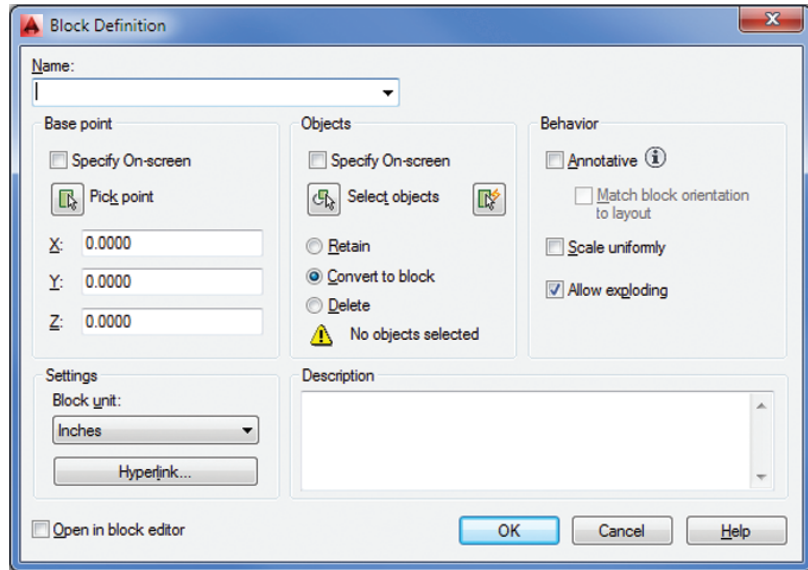 Block Definition
Name:
Base point
Specify On-screen
Pick point
X: 0.0000
Y: 0.0000
Z: 0.0000
Objects
Specify On-screen
Select objects
Retain
Convert to block
Delete
No objects selected
Behavior
Annotative
Match block orientation
to layout
Scale uniformly
Allow exploding
Settings
Block unit:
Inches
Hyperlink...
Description
Open in block editor
OK
Cancel
Help